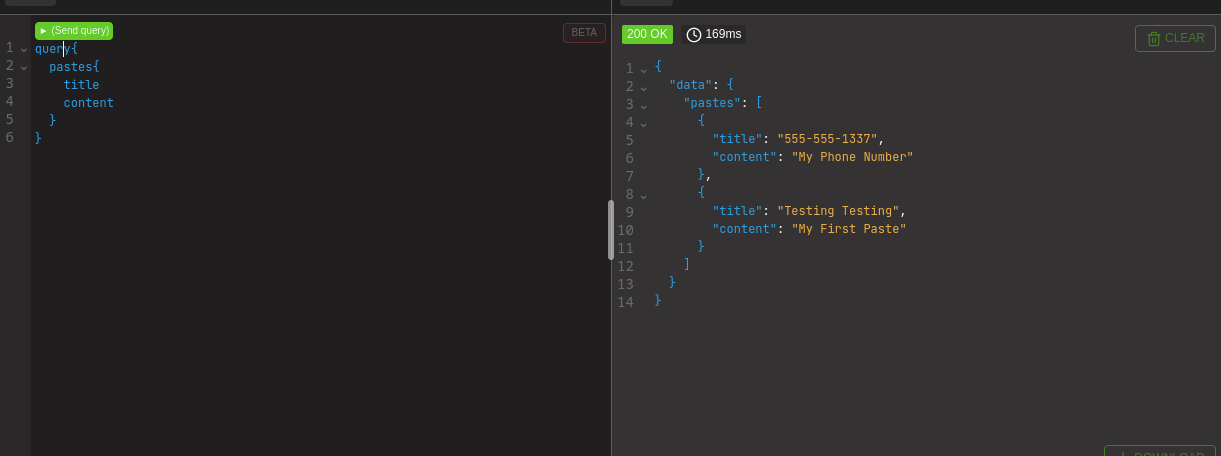 (Send query)
BETA
1 query{
2 pastes{
3 title
4 content
5 }
6 }
200 OK 169ms
CLEAR
1 {
2 "data": {
3 "pastes": [
4 {
5 "title": "555-555-1337",
6 "content": "My Phone Number"
7 },
8 {
9 "title": "Testing Testing",
10 "content": "My First Paste"
11 }
12 ]
13 }
14 }
DOWNLOAD